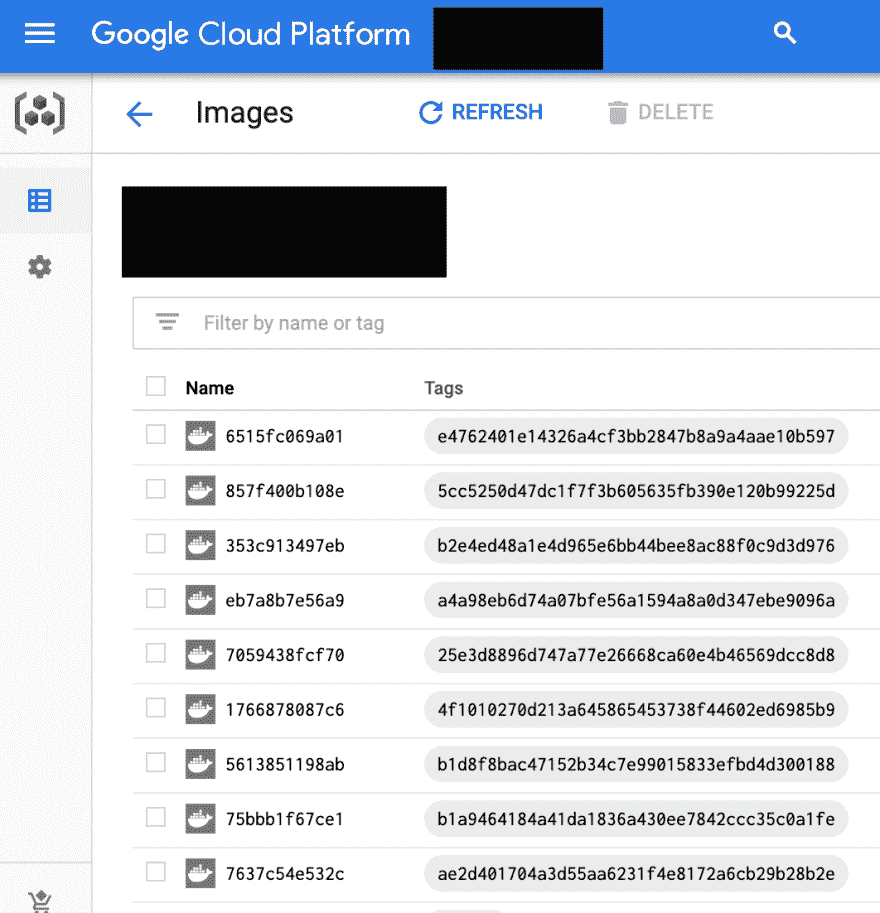 Google Cloud Platform
Images REFRESH DELETE
Filter by name or tag
Name Tags
6515fc069a01 e4762401e14326a4cf3bb2847b8a9a4aae10b597
857f400b108e 5cc5250d47dc1f7f3b605635fb390e120b99225d
353c913497eb b2e4ed48a1e4d965e6bb44bee8ac88f0c9d3d976
eb7a8b7e56a9 a4a98eb6d74a07bfe56a1594a8a0d347ebe9096a
7059438fcf70 25e3d8896d747a77e26668ca60e4b46569dcc8d8
1766878087c6 4f1010270d213a645865453738f44602ed6985b9
5613851198ab b1d8f8bac47152b34c7e99015833efbd4d300188
75bbb1f67ce1 b1a9464184a41da1836a430ee7842ccc35c0a1fe
7637c54e532c ae2d401704a3d55aa6231f4e8172a6cb29b28b2e